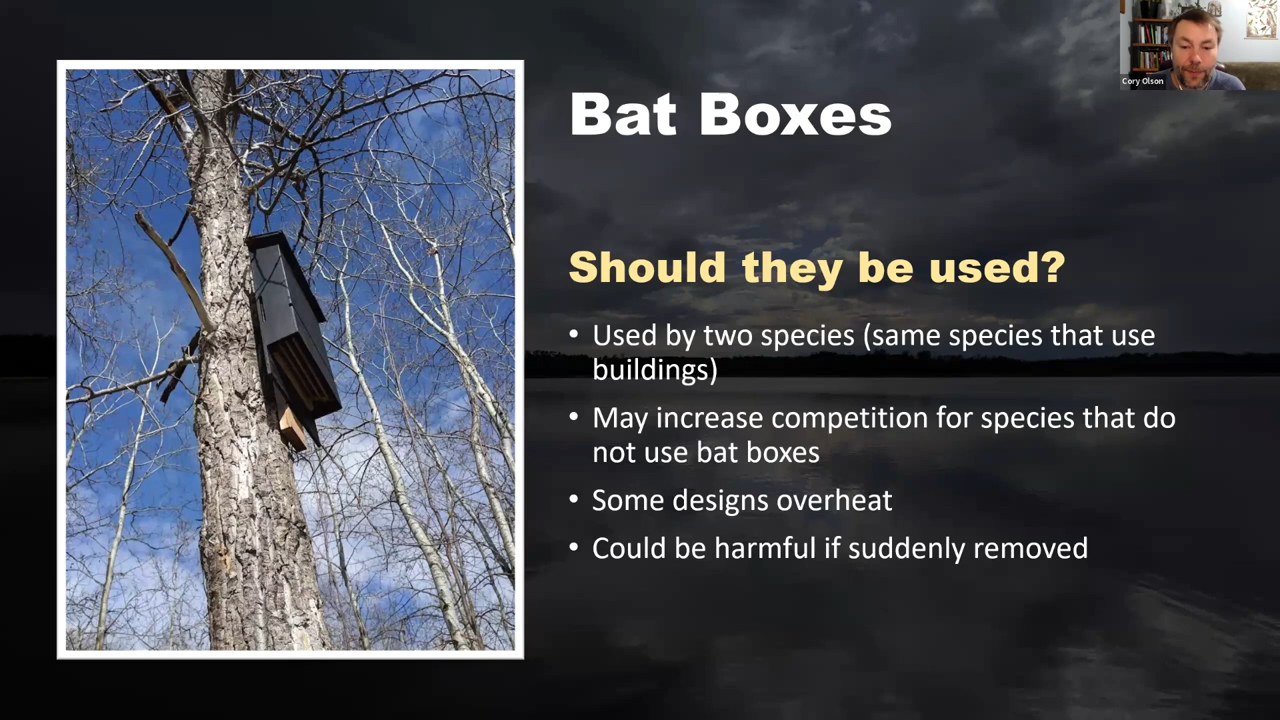 Cory Olson
Bat Boxes
Should they be used?
• Used by two species (same species that use
buildings)
• May increase competition for species that do
not use bat boxes
• Some designs overheat
• Could be harmful if suddenly removed